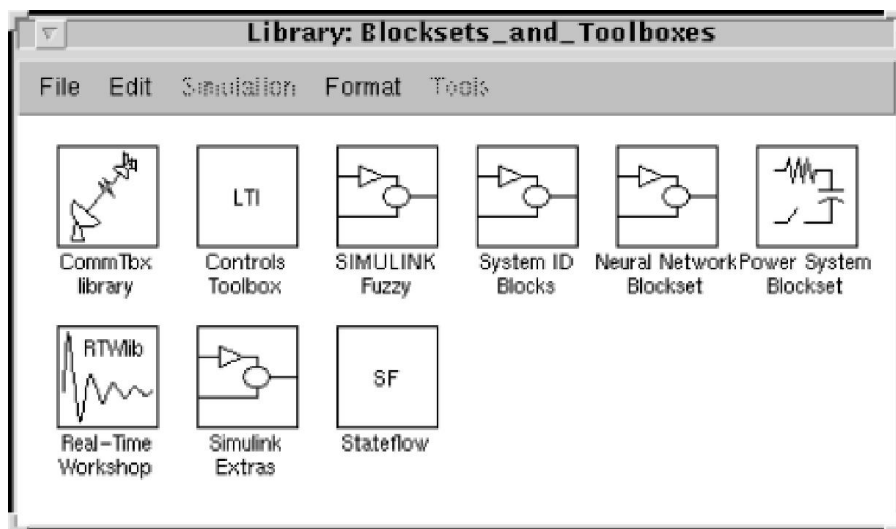 Library: Blocksets_and_Toolboxes
File Edit Simulation Format Tools
LTI
CommTbx
library
Controls
Toolbox
SIMULINK
Fuzzy
System ID
Blocks
Neural Network
Blockset
Power System
Blockset
RTWlib
SF
Real-Time
Workshop
Simulink
Extras
Stateflow